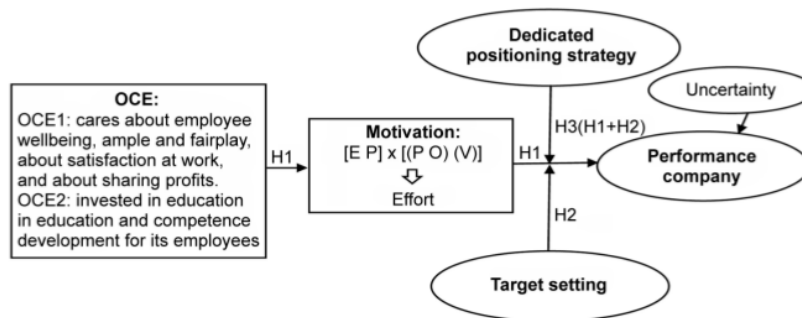 Dedicated
positioning strategy
Uncertainty
OCE:
OCE1: cares about employee
wellbeing, ample and fairplay,
about satisfaction at work,
and about sharing profits.
OCE2: invested in education
in education and competence
development for its employees
H1
Motivation:
[E P] x [(P O) (V)]
Effort
H1
H3(H1+H2)
Performance
company
H2
Target setting